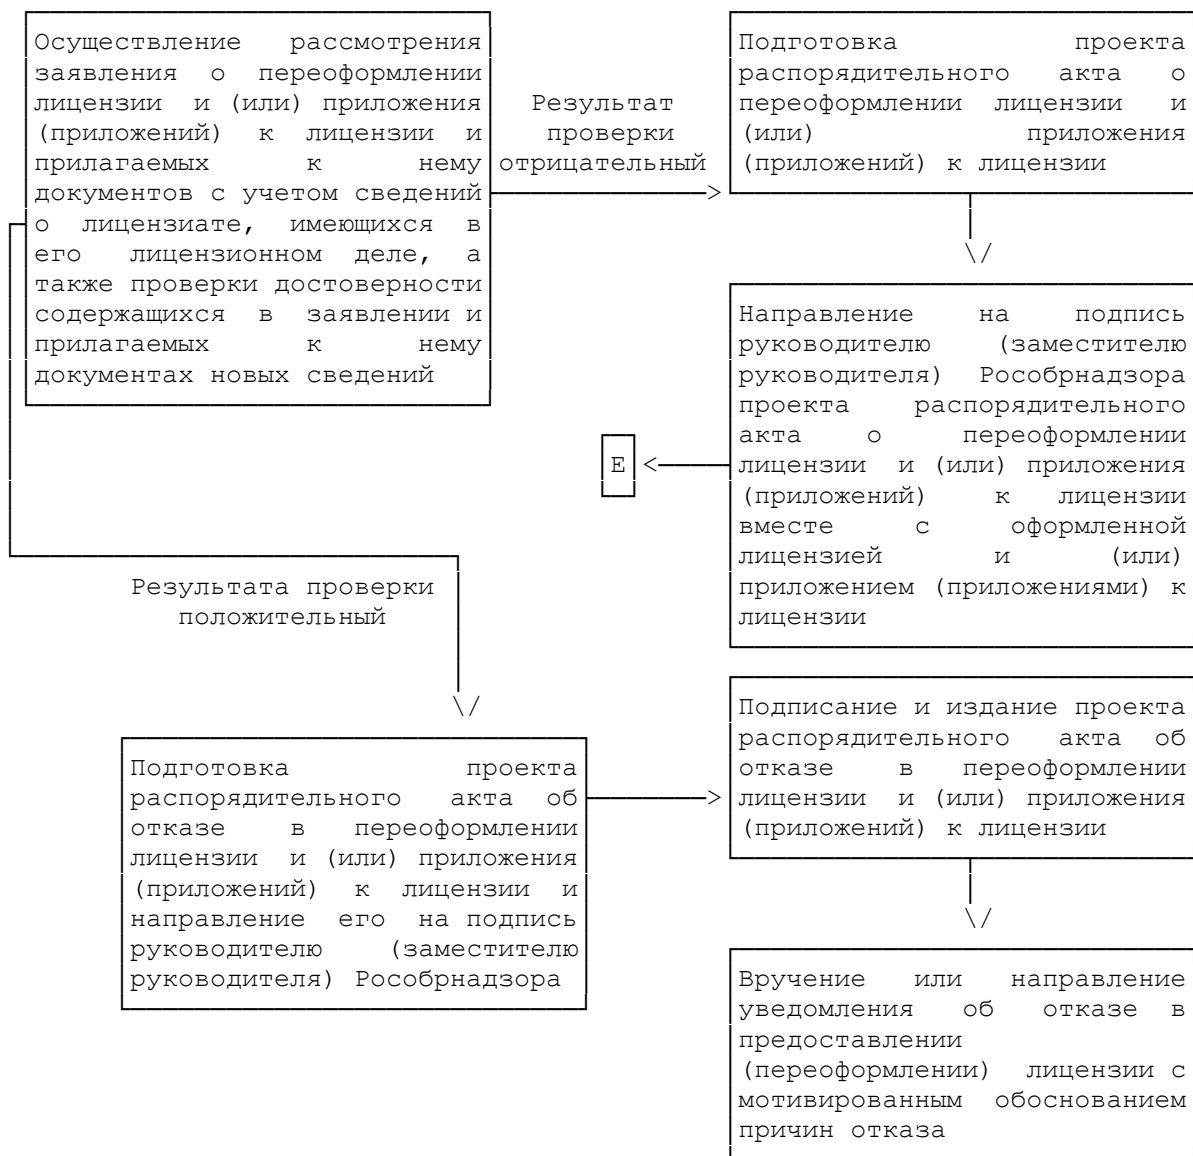 Осуществление рассмотрения
заявления о переоформлении
лицензии и (или) приложения
(приложений) к лицензии и
прилагаемых к нему
документов с учетом сведений
о лицензиате, имеющихся в
его лицензионном деле, а
также проверки достоверности
содержащихся в заявлении и
прилагаемых к нему
документах новых сведений
Результат
проверки
отрицательный
Подготовка проекта
распорядительного акта о
переоформлении лицензии и
(или) приложения
(приложений) к лицензии
Направление на подпись
руководителю (заместителю
руководителя) Рособрнадзора
проекта распорядительного
акта о переоформлении
лицензии и (или) приложения
(приложений) к лицензии
вместе с оформленной
лицензией и (или)
приложением (приложениями) к
лицензии
Е
Результата проверки
положительный
Подготовка проекта
распорядительного акта об
отказе в переоформлении
лицензии и (или) приложения
(приложений) к лицензии и
направление его на подпись
руководителю (заместителю
руководителя) Рособрнадзора
Подписание и издание проекта
распорядительного акта об
отказе в переоформлении
лицензии и (или) приложения
(приложений) к лицензии
Вручение или направление
уведомления об отказе в
предоставлении
(переоформлении) лицензии с
мотивированным обоснованием
причин отказа